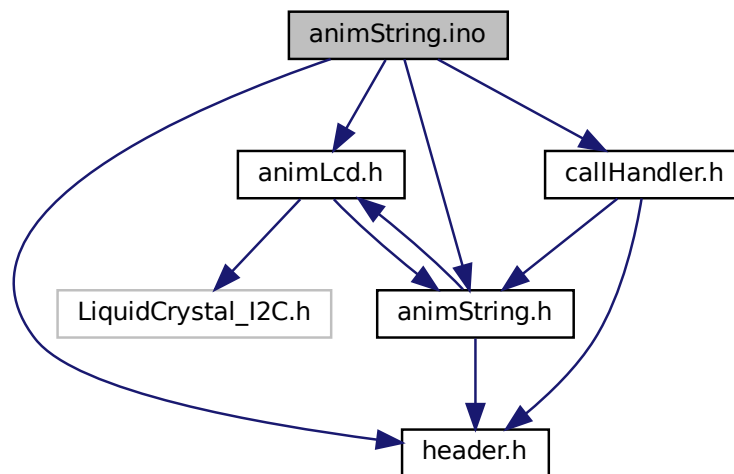 animString.ino
animLcd.h
callHandler.h
LiquidCrystal_I2C.h
animString.h
header.h